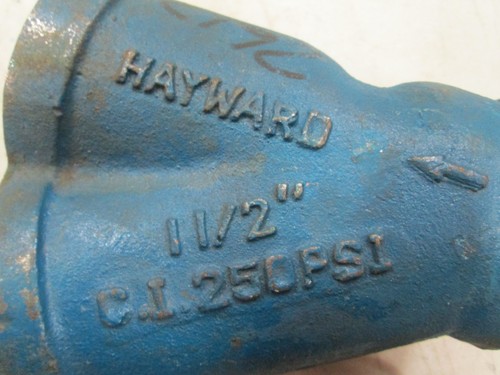 HAYWARD
1 1/2"
C.I. 250PSI